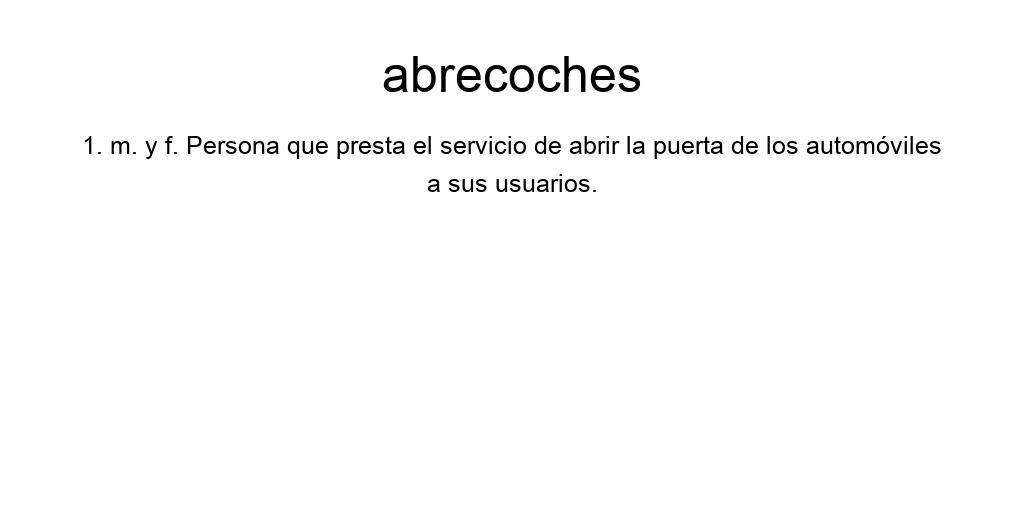 abrecoches
1. m. y f. Persona que presta el servicio de abrir la puerta de los automóviles
a sus usuarios.